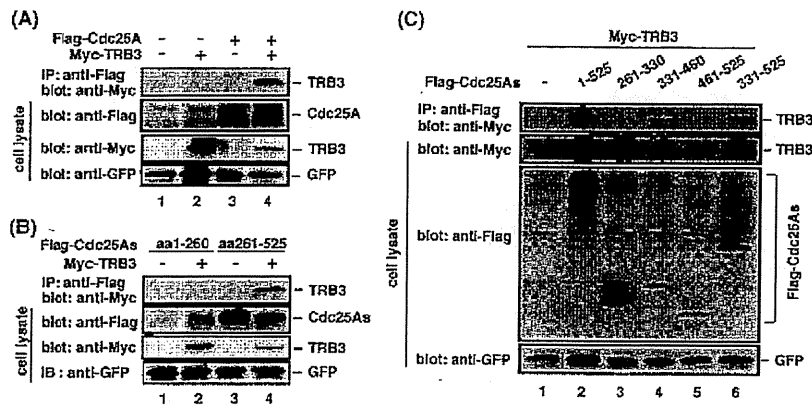 (A)
Flag-Cdc25A - - + +
Myc-TRB3 - + - +
IP: anti-Flag
blot: anti-Myc
TRB3
cell lysate
blot: anti-Flag
Cdc25A
blot: anti-Myc
TRB3
blot: anti-GFP
GFP
1 2 3 4
(B)
Flag-Cdc25As aa1-260 aa261-525
Myc-TRB3 - + - +
IP: anti-Flag
blot: anti-Myc
TRB3
cell lysate
blot: anti-Flag
Cdc25As
blot: anti-Myc
TRB3
IB : anti-GFP
GFP
1 2 3 4
(C)
Myc-TRB3
Flag-Cdc25As - 1-525 261-330 331-460 461-525 331-525
IP: anti-Flag
blot: anti-Myc
TRB3
cell lysate
blot: anti-Myc
TRB3
blot: anti-Flag
Flag-Cdc25As
blot: anti-GFP
GFP
1 2 3 4 5 6